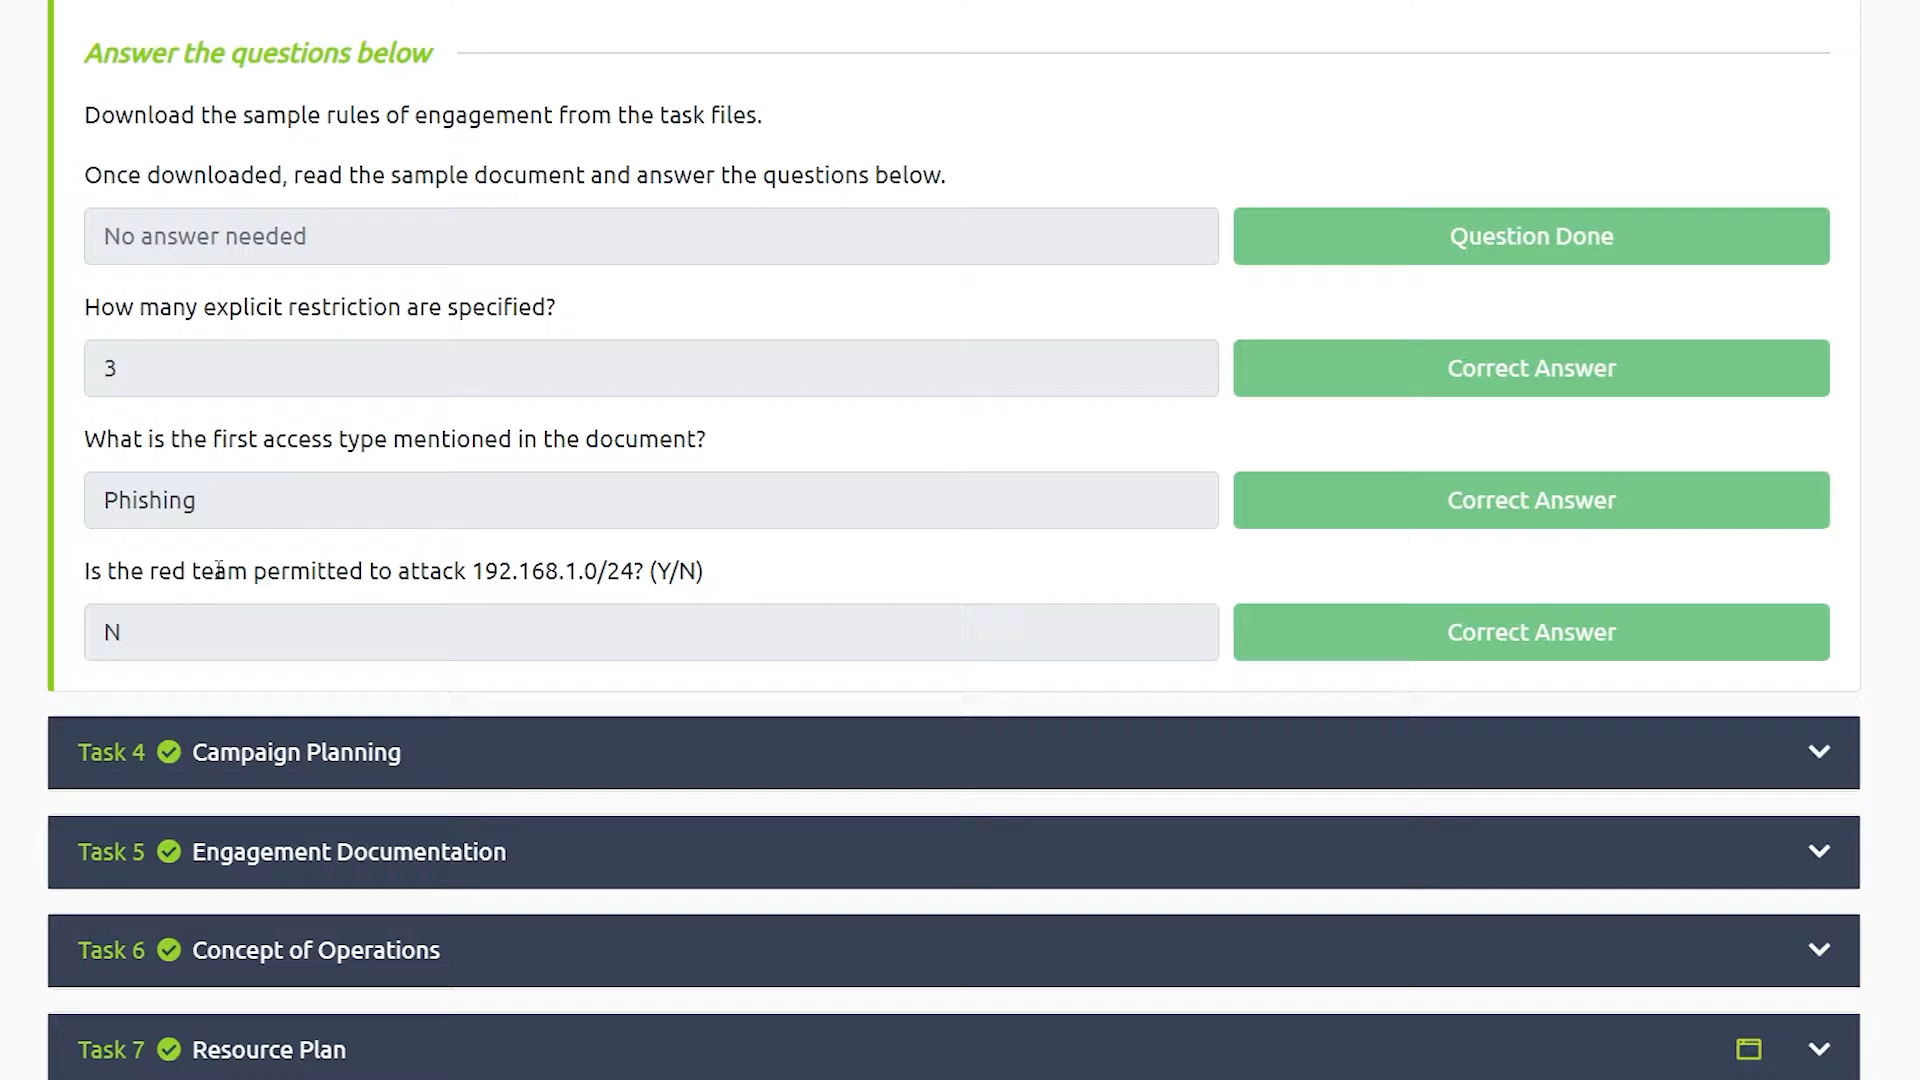 Answer the questions below
Download the sample rules of engagement from the task files.
Once downloaded, read the sample document and answer the questions below.
No answer needed
Question Done
How many explicit restriction are specified?
3
Correct Answer
What is the first access type mentioned in the document?
Phishing
Correct Answer
Is the red team permitted to attack 192.168.1.0/24? (Y/N)
N
Correct Answer
Task 4 Campaign Planning
Task 5 Engagement Documentation
Task 6 Concept of Operations
Task 7 Resource Plan